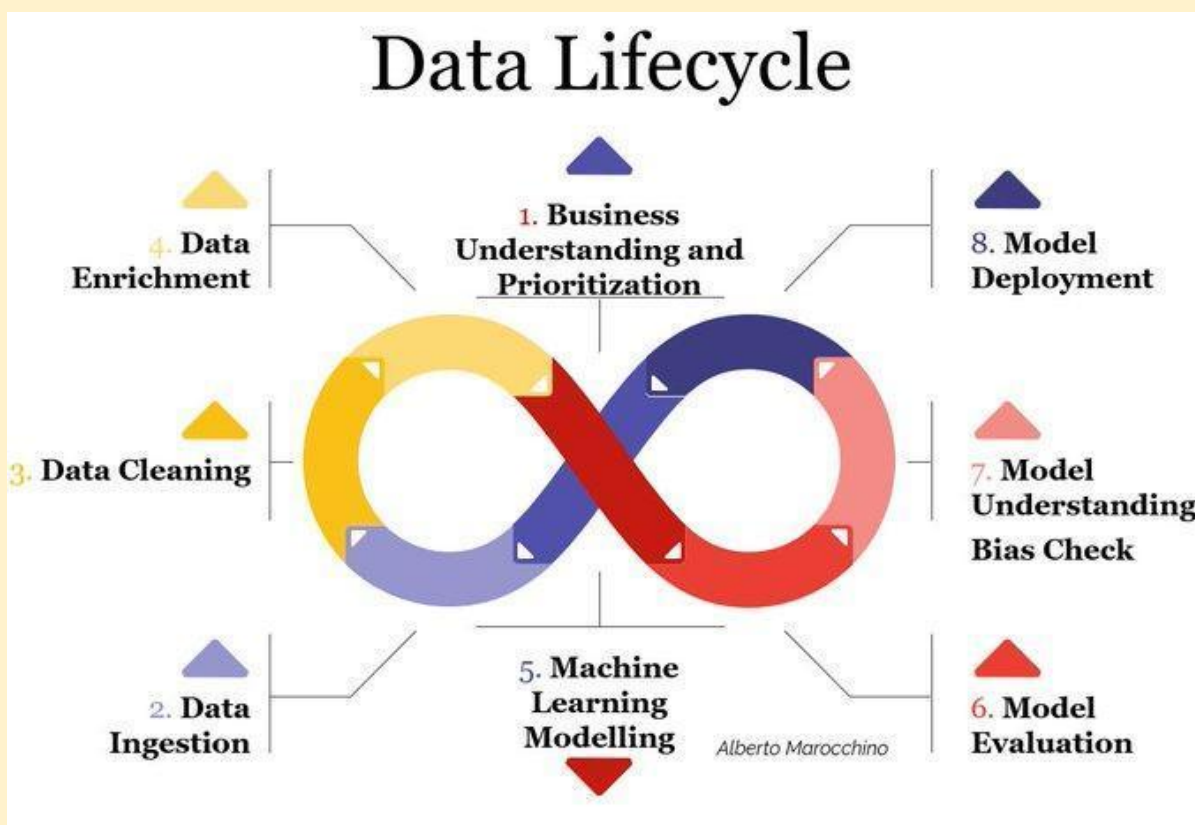 Data Lifecycle
4. Data
Enrichment
1. Business
Understanding and
Prioritization
8. Model
Deployment
3. Data Cleaning
7. Model
Understanding
Bias Check
2. Data
Ingestion
5. Machine
Learning
Modelling
6. Model
Evaluation
Alberto Marocchino